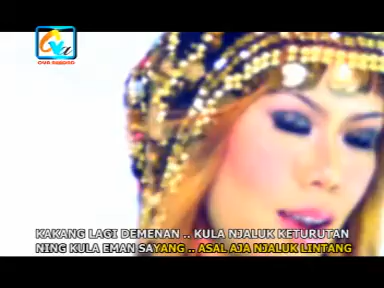 KAKANG LAGI DEMENAN .. KULA NJALUK KETURUTAN
NING KULA EMAN SAYANG .. ASAL AJA NJALUK LINTANG